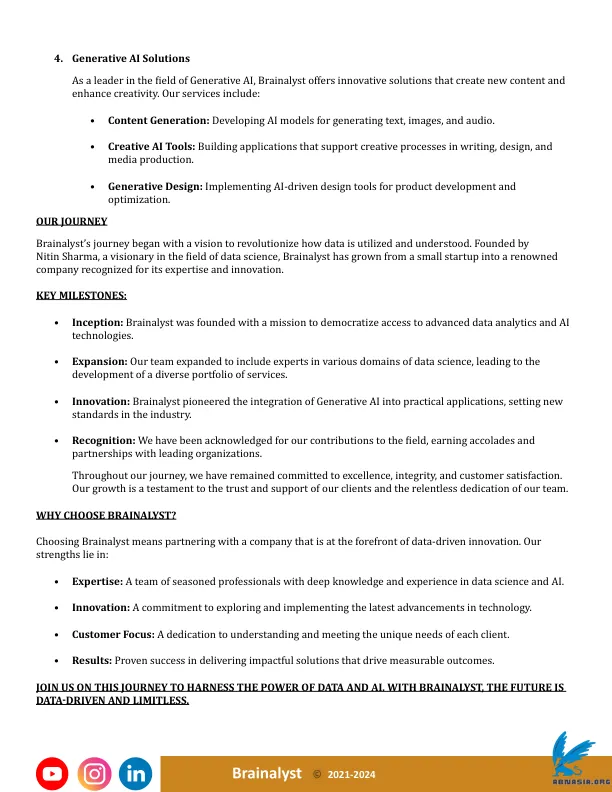 4. Generative AI Solutions
As a leader in the field of Generative AI, Brainalyst offers innovative solutions that create new content and
enhance creativity. Our services include:
• Content Generation: Developing AI models for generating text, images, and audio.
• Creative AI Tools: Building applications that support creative processes in writing, design, and
media production.
• Generative Design: Implementing AI-driven design tools for product development and
optimization.
OUR JOURNEY
Brainalyst’s journey began with a vision to revolutionize how data is utilized and understood. Founded by
Nitin Sharma, a visionary in the field of data science, Brainalyst has grown from a small startup into a renowned
company recognized for its expertise and innovation.
KEY MILESTONES:
• Inception: Brainalyst was founded with a mission to democratize access to advanced data analytics and AI
technologies.
• Expansion: Our team expanded to include experts in various domains of data science, leading to the
development of a diverse portfolio of services.
• Innovation: Brainalyst pioneered the integration of Generative AI into practical applications, setting new
standards in the industry.
• Recognition: We have been acknowledged for our contributions to the field, earning accolades and
partnerships with leading organizations.
Throughout our journey, we have remained committed to excellence, integrity, and customer satisfaction.
Our growth is a testament to the trust and support of our clients and the relentless dedication of our team.
WHY CHOOSE BRAINALYST?
Choosing Brainalyst means partnering with a company that is at the forefront of data-driven innovation. Our
strengths lie in:
• Expertise: A team of seasoned professionals with deep knowledge and experience in data science and AI.
• Innovation: A commitment to exploring and implementing the latest advancements in technology.
• Customer Focus: A dedication to understanding and meeting the unique needs of each client.
• Results: Proven success in delivering impactful solutions that drive measurable outcomes.
JOIN US ON THIS JOURNEY TO HARNESS THE POWER OF DATA AND AI. WITH BRAINALYST, THE FUTURE IS
DATA-DRIVEN AND LIMITLESS.
Brainalyst © 2021-2024
ABNASIA.ORG